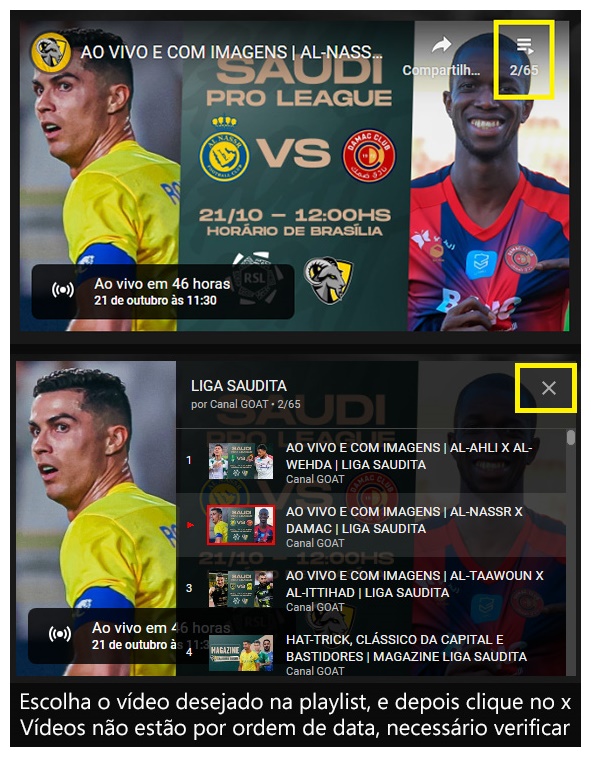 AO VIVO E COM IMAGENS | AL-NASS...
Compartilh...
2/65
SAUDI
PRO LEAGUE
AL NASSR
VS
DAMAC CLUB
21/10 – 12:00HS
HORÁRIO DE BRASÍLIA
RSL
Ao vivo em 46 horas
21 de outubro às 11:30
LIGA SAUDITA
por Canal GOAT • 2/65
1
AO VIVO E COM IMAGENS | AL-AHLI X AL-
WEHDA | LIGA SAUDITA
Canal GOAT
AO VIVO E COM IMAGENS | AL-NASSR X
DAMAC | LIGA SAUDITA
Canal GOAT
3
AO VIVO E COM IMAGENS | AL-TAAWOUN X
AL-ITTIHAD | LIGA SAUDITA
Canal GOAT
4
MAGAZINE
HAT-TRICK, CLÁSSICO DA CAPITAL E
BASTIDORES | MAGAZINE LIGA SAUDITA
Canal GOAT
Ao vivo em 46 horas
21 de outubro às 11:3
Escolha o vídeo desejado na playlist, e depois clique no x
Vídeos não estão por ordem de data, necessário verificar